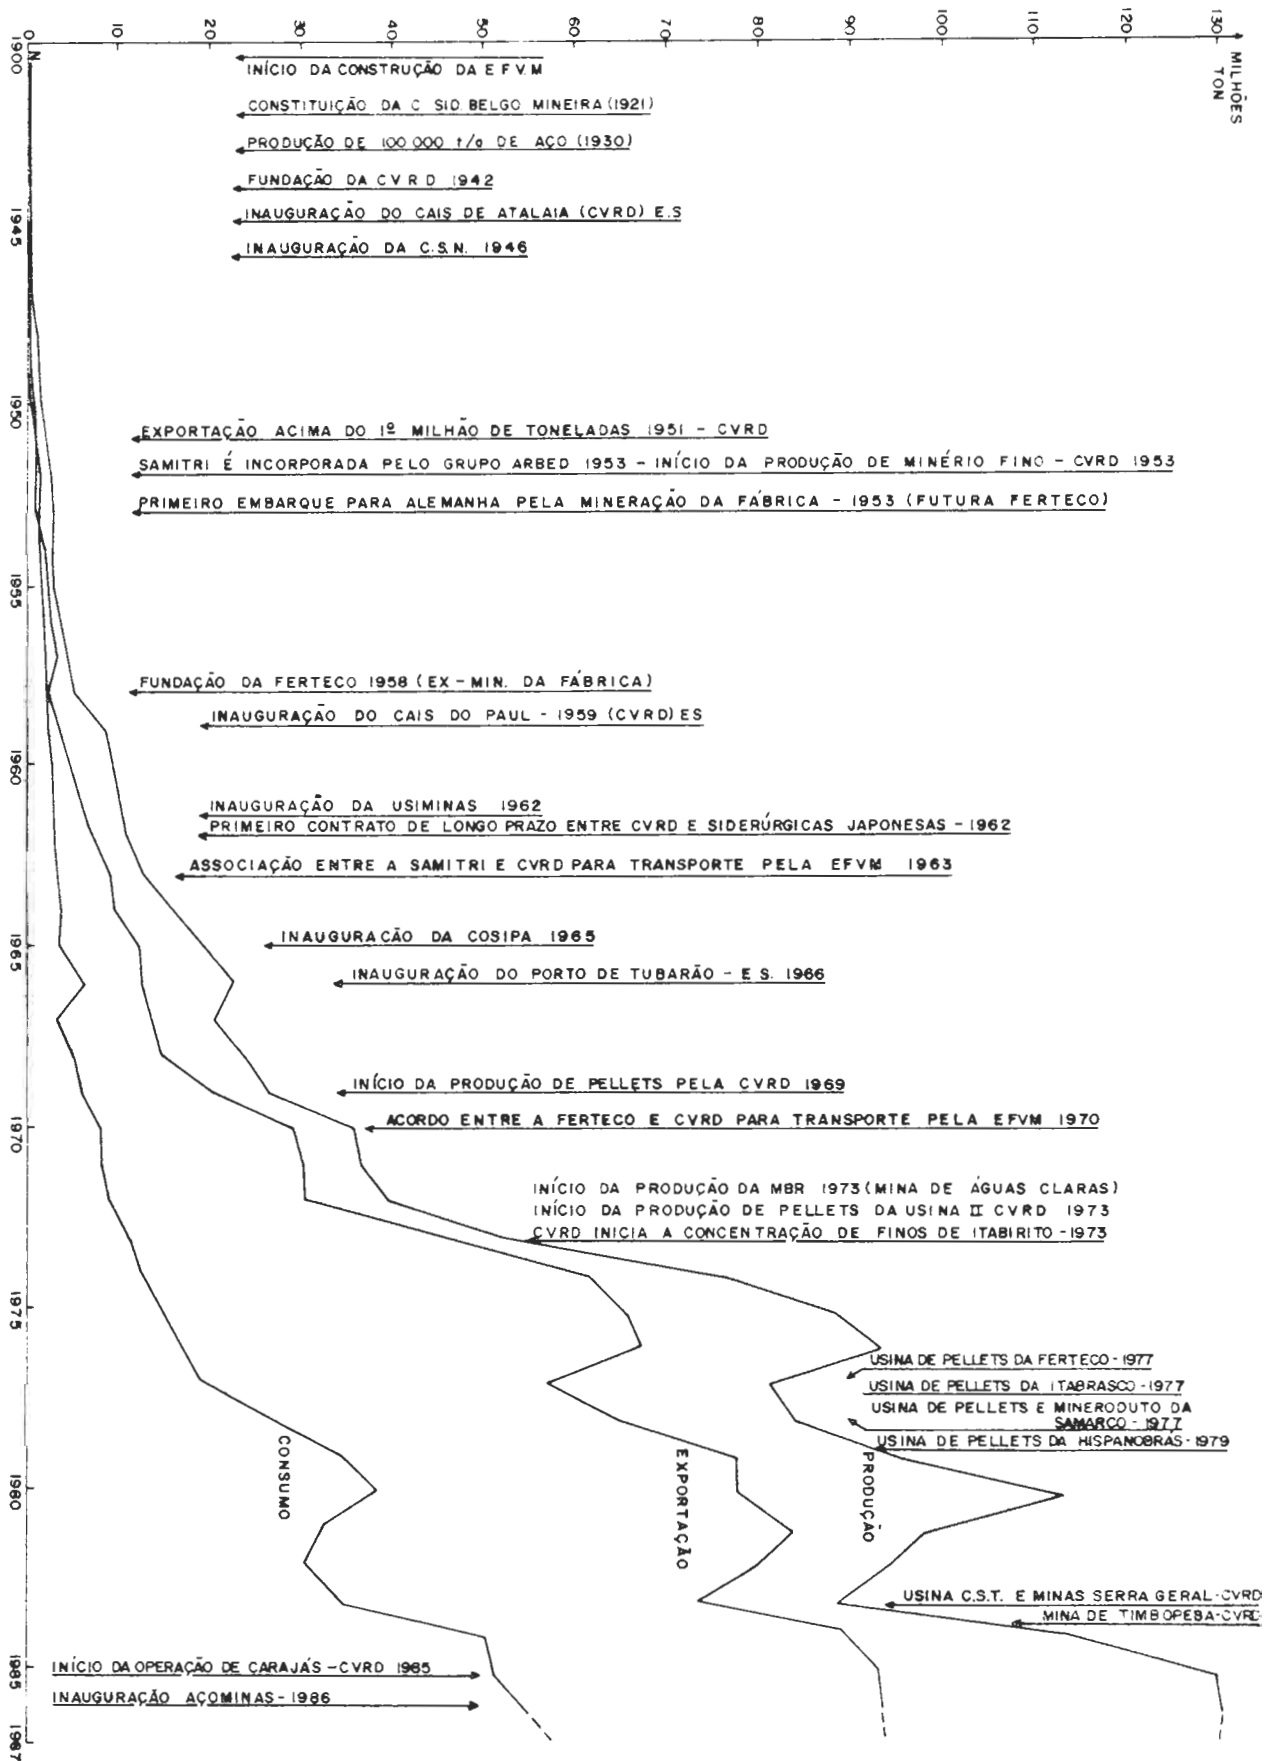 0 10 20 30 40 50 60 70 80 90 100 110 120 130
MILHÕES
TON
N
1900
INÍCIO DA CONSTRUÇÃO DA E F V.M
CONSTITUIÇÃO DA C SID. BELGO MINEIRA (1921)
PRODUÇÃO DE 100 000 t/a DE AÇO (1930)
FUNDAÇÃO DA C V R D 1942
INAUGURAÇÃO DO CAIS DE ATALAIA (CVRD) E.S
1945
INAUGURAÇÃO DA C.S.N. 1946
1950
EXPORTAÇÃO ACIMA DO 1º MILHÃO DE TONELADAS 1951 - CVRD
SAMITRI É INCORPORADA PELO GRUPO ARBED 1953 - INÍCIO DA PRODUÇÃO DE MINÉRIO FINO - CVRD 1953
PRIMEIRO EMBARQUE PARA ALEMANHA PELA MINERAÇÃO DA FÁBRICA - 1953 (FUTURA FERTECO)
1955
FUNDAÇÃO DA FERTECO 1958 (EX-MIN. DA FÁBRICA)
INAUGURAÇÃO DO CAIS DO PAUL - 1959 (CVRD) ES
1960
INAUGURAÇÃO DA USIMINAS 1962
PRIMEIRO CONTRATO DE LONGO PRAZO ENTRE CVRD E SIDERÚRGICAS JAPONESAS - 1962
ASSOCIAÇÃO ENTRE A SAMITRI E CVRD PARA TRANSPORTE PELA EFVM 1963
1965
INAUGURACÃO DA COSIPA 1965
INAUGURAÇÃO DO PORTO DE TUBARÃO - E S. 1966
INÍCIO DA PRODUÇÃO DE PELLETS PELA CVRD 1969
1970
ACORDO ENTRE A FERTECO E CVRD PARA TRANSPORTE PELA EFVM 1970
INÍCIO DA PRODUÇÃO DA MBR 1973 (MINA DE ÁGUAS CLARAS)
INÍCIO DA PRODUÇÃO DE PELLETS DA USINA II CVRD 1973
CVRD INICIA A CONCENTRAÇÃO DE FINOS DE ITABIRITO - 1973
1975
USINA DE PELLETS DA FERTECO - 1977
USINA DE PELLETS DA ITABRASCO - 1977
USINA DE PELLETS E MINERODUTO DA
SAMARCO - 1977
USINA DE PELLETS DA HISPANOBRÁS - 1979
CONSUMO
EXPORTAÇÃO
PRODUÇÃO
1980
USINA C.S.T. E MINAS SERRA GERAL-CVRD
MINA DE TIMBOPEBA-CVRD
1985
INÍCIO DA OPERAÇÃO DE CARAJÁS - CVRD 1985
INAUGURAÇÃO AÇOMINAS - 1986
1987